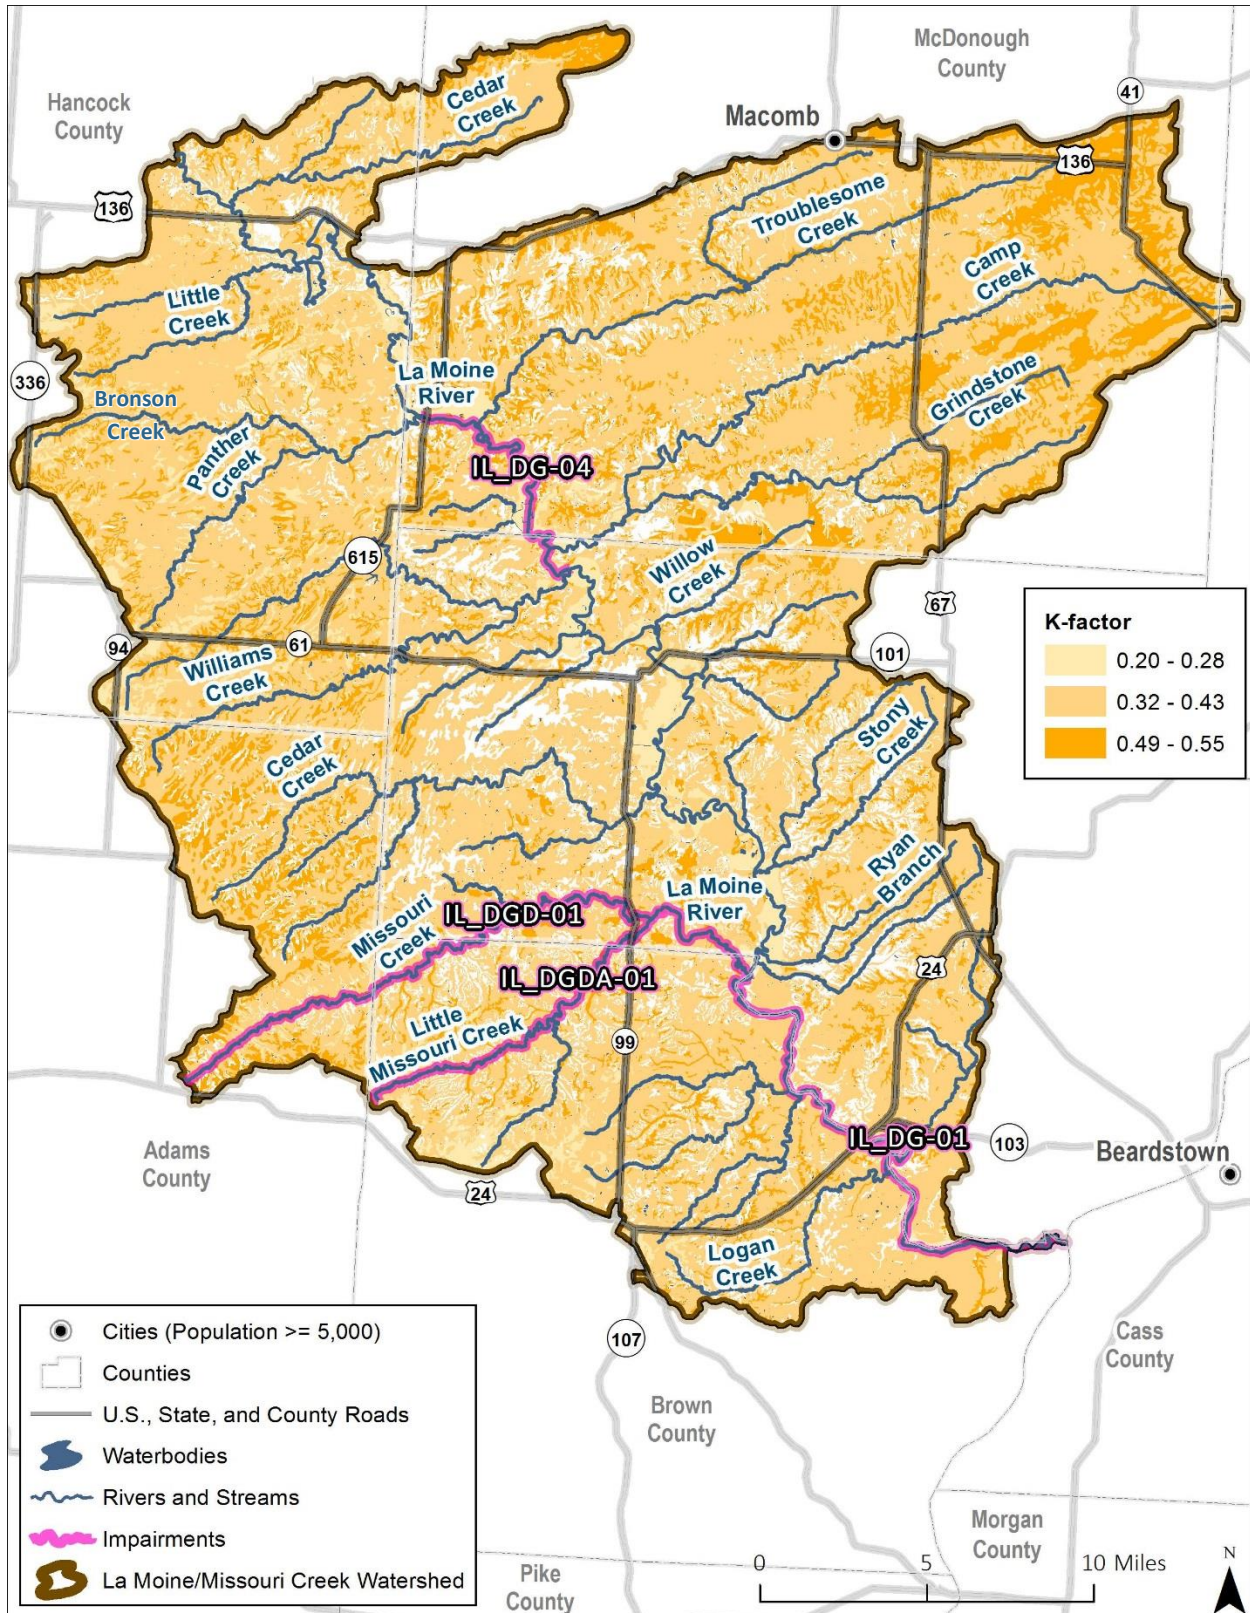 McDonough
County
Hancock
County
Cedar
Creek
41
Macomb
136
136
Troublesome
Creek
Camp
Creek
Little
Creek
336
La Moine
River
Grindstone
Creek
Bronson
Creek
Panther
Creek
IL_DG-04
615
Willow
Creek
67
K-factor
0.20 - 0.28
0.32 - 0.43
0.49 - 0.55
94
61
101
Williams
Creek
Stony
Creek
Cedar
Creek
Ryan
Branch
La Moine
River
IL_DGD-01
Missouri
Creek
24
IL_DGDA-01
Little
Missouri Creek
99
IL_DG-01
103
Beardstown
Adams
County
24
Logan
Creek
107
Cass
County
Brown
County
Morgan
County
Pike
County
Cities (Population >= 5,000)
Counties
U.S., State, and County Roads
Waterbodies
Rivers and Streams
Impairments
La Moine/Missouri Creek Watershed
0 5 10 Miles
N